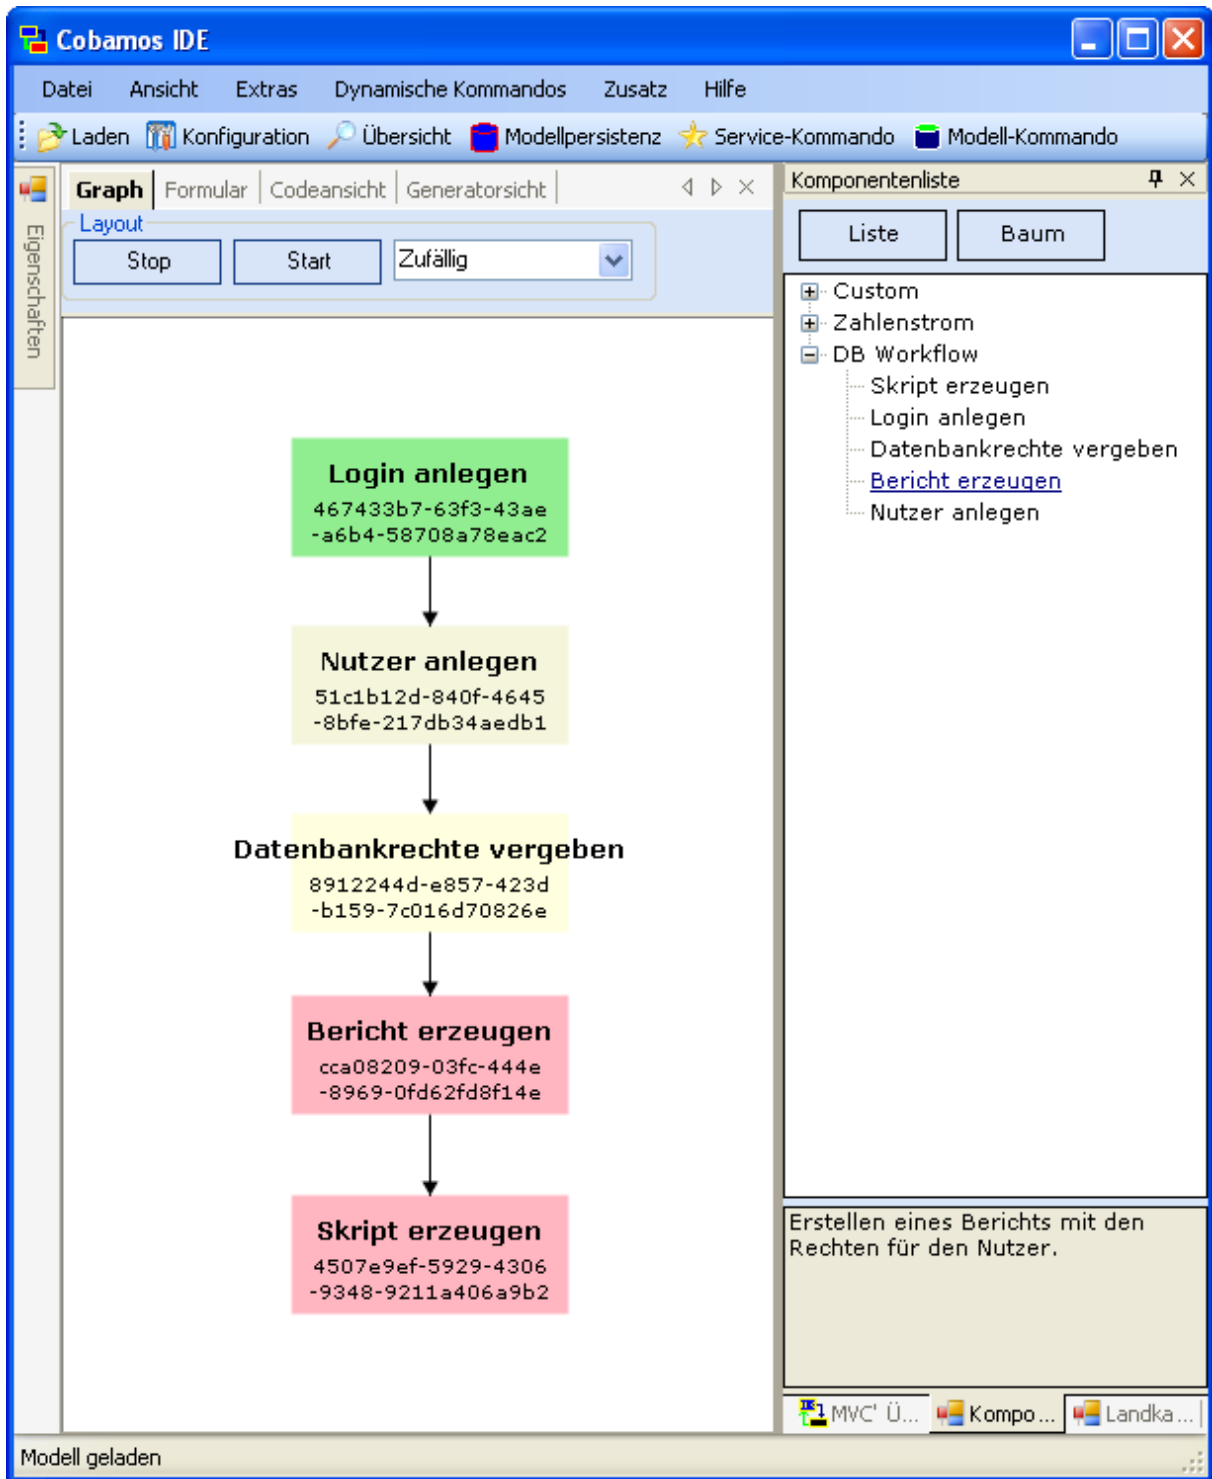 Cobamos IDE
Datei Ansicht Extras Dynamische Kommandos Zusatz Hilfe
Laden Konfiguration Übersicht Modellpersistenz Service-Kommando Modell-Kommando
Eigenschaften
Graph Formular Codeansicht Generatorsicht
Layout
Stop Start Zufällig
Login anlegen
467433b7-63f3-43ae
-a6b4-58708a78eac2
Nutzer anlegen
51c1b12d-840f-4645
-8bfe-217db34aedb1
Datenbankrechte vergeben
8912244d-e857-423d
-b159-7c016d70826e
Bericht erzeugen
cca08209-03fc-444e
-8969-0fd62fd8f14e
Skript erzeugen
4507e9ef-5929-4306
-9348-9211a406a9b2
Komponentenliste
Liste Baum
Custom
Zahlenstrom
DB Workflow
Skript erzeugen
Login anlegen
Datenbankrechte vergeben
Bericht erzeugen
Nutzer anlegen
Erstellen eines Berichts mit den
Rechten für den Nutzer.
MVC' Ü... Kompo... Landka...
Modell geladen